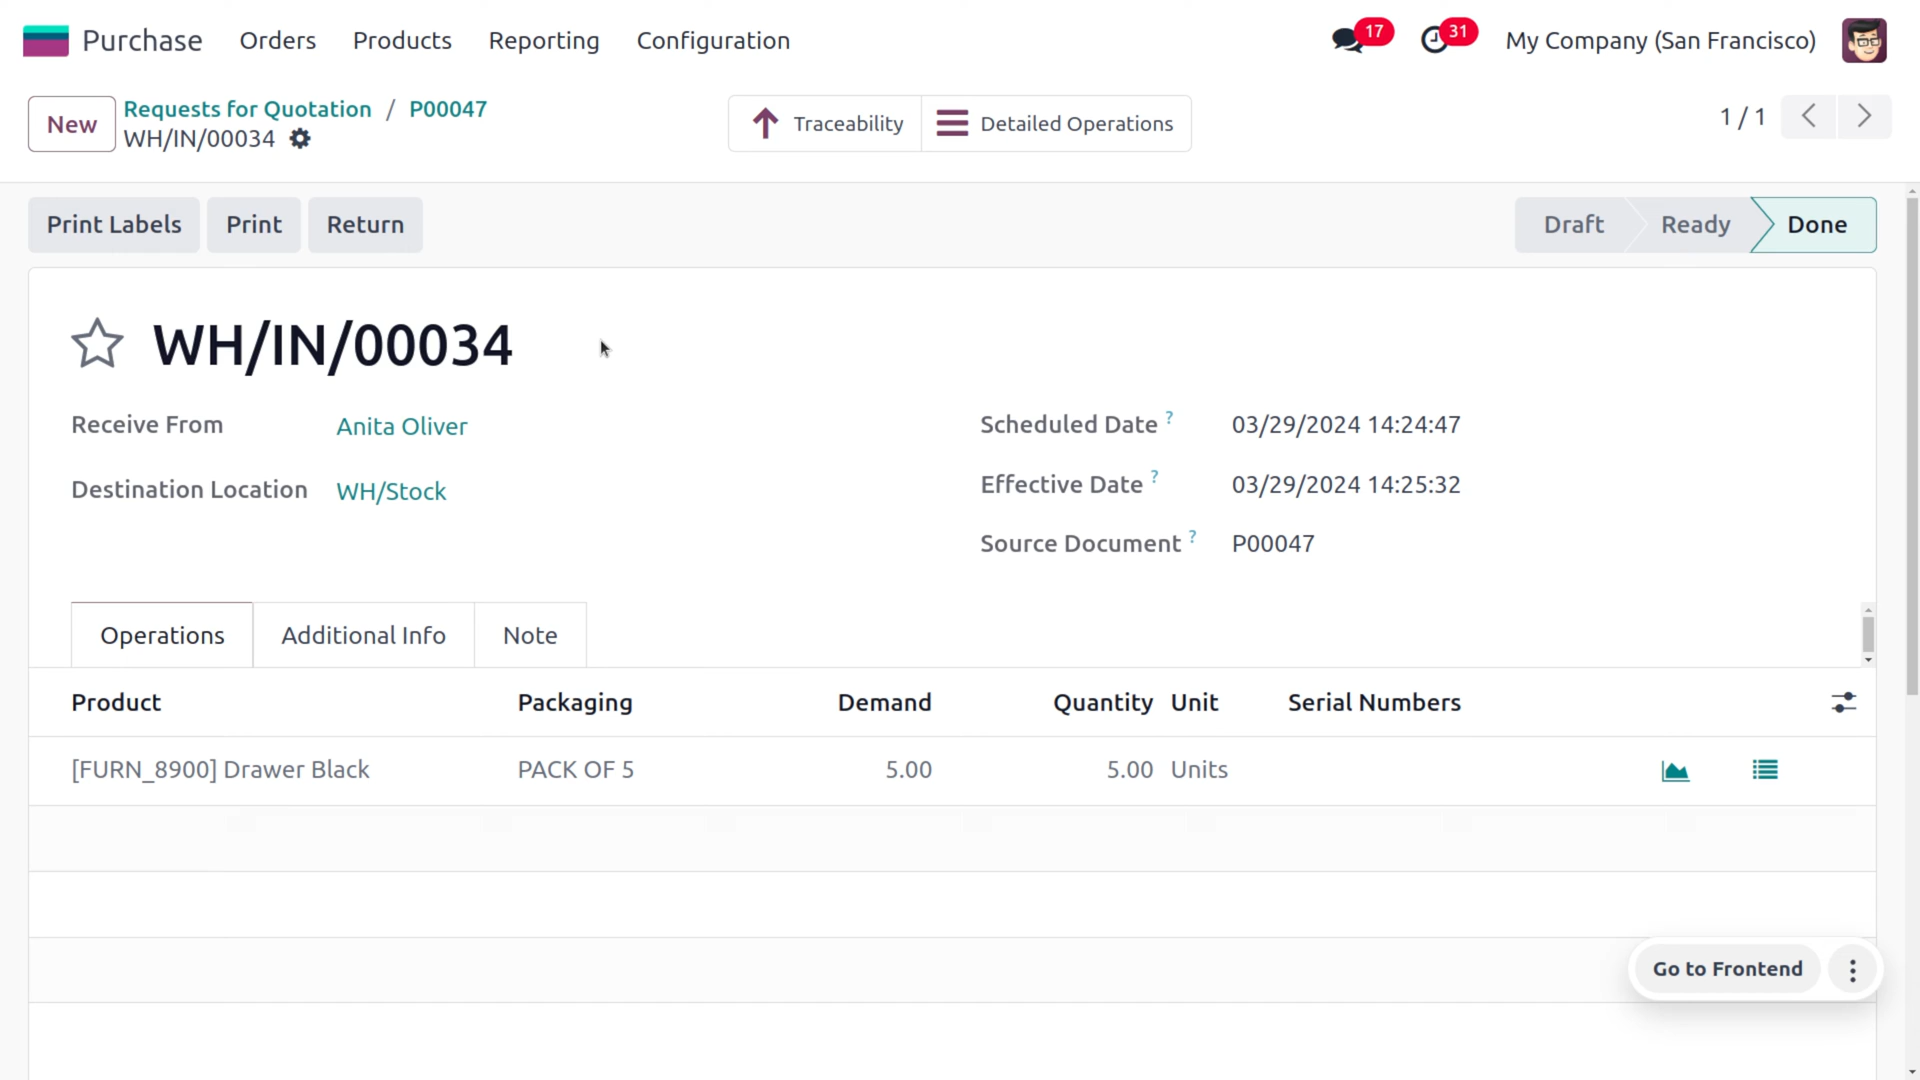 Purchase Orders Products Reporting Configuration 17 31 My Company (San Francisco)
New Requests for Quotation / P00047
WH/IN/00034
Traceability Detailed Operations 1 / 1
Print Labels Print Return Draft Ready Done
WH/IN/00034
Receive From Anita Oliver Scheduled Date ? 03/29/2024 14:24:47
Destination Location WH/Stock Effective Date ? 03/29/2024 14:25:32
Source Document ? P00047
Operations Additional Info Note
Product Packaging Demand Quantity Unit Serial Numbers
[FURN_8900] Drawer Black PACK OF 5 5.00 5.00 Units
Go to Frontend